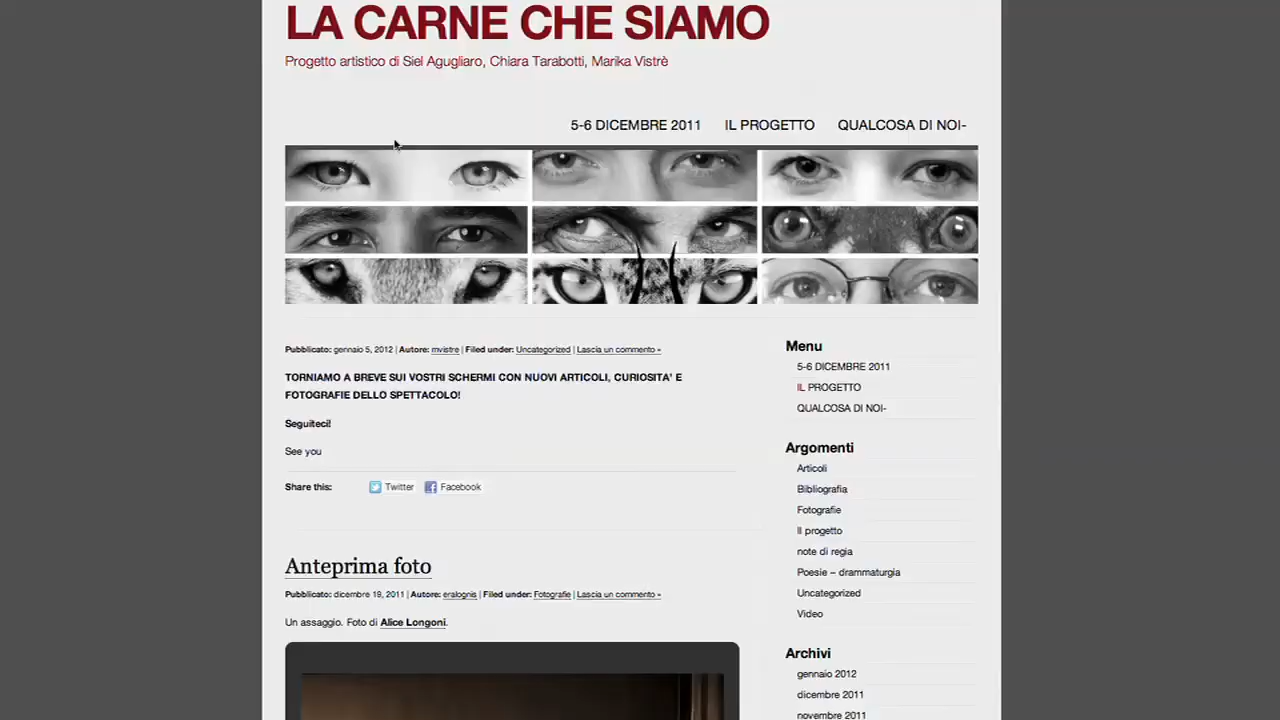 LA CARNE CHE SIAMO
Progetto artistico di Siel Agugliaro, Chiara Tarabotti, Marika Vistrè
5-6 DICEMBRE 2011 IL PROGETTO QUALCOSA DI NOI-
Pubblicato: gennaio 5, 2012 | Autore: mvistre | Filed under: Uncategorized | Lascia un commento »
TORNIAMO A BREVE SUI VOSTRI SCHERMI CON NUOVI ARTICOLI, CURIOSITA' E
FOTOGRAFIE DELLO SPETTACOLO!
Seguiteci!
See you
Share this: Twitter Facebook
Anteprima foto
Pubblicato: dicembre 19, 2011 | Autore: eralognis | Filed under: Fotografie | Lascia un commento »
Un assaggio. Foto di Alice Longoni.
Menu
5-6 DICEMBRE 2011
IL PROGETTO
QUALCOSA DI NOI-
Argomenti
Articoli
Bibliografia
Fotografie
Il progetto
note di regia
Poesie – drammaturgia
Uncategorized
Video
Archivi
gennaio 2012
dicembre 2011
novembre 2011